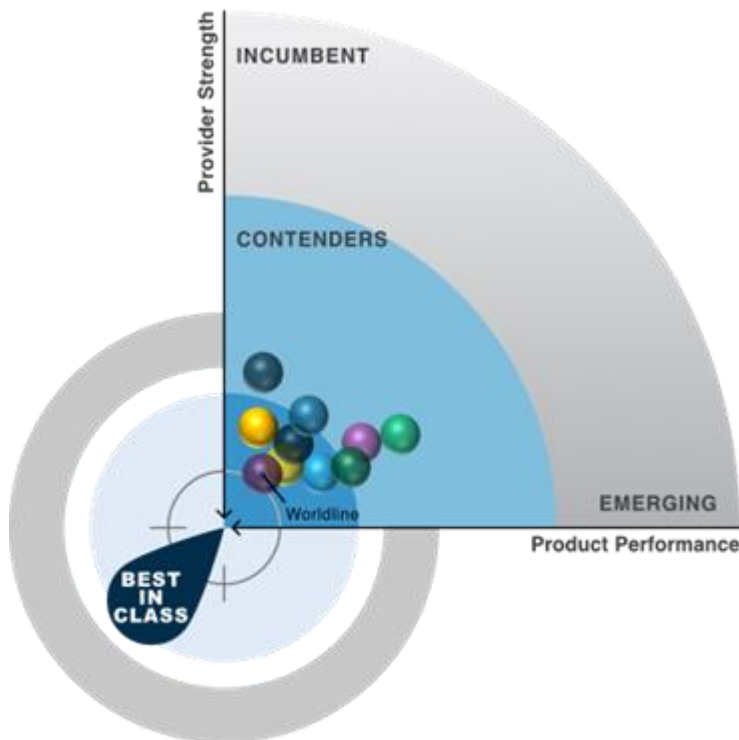 INCUMBENT
Provider Strength
CONTENDERS
Worldline
EMERGING
Product Performance
BEST
IN
CLASS